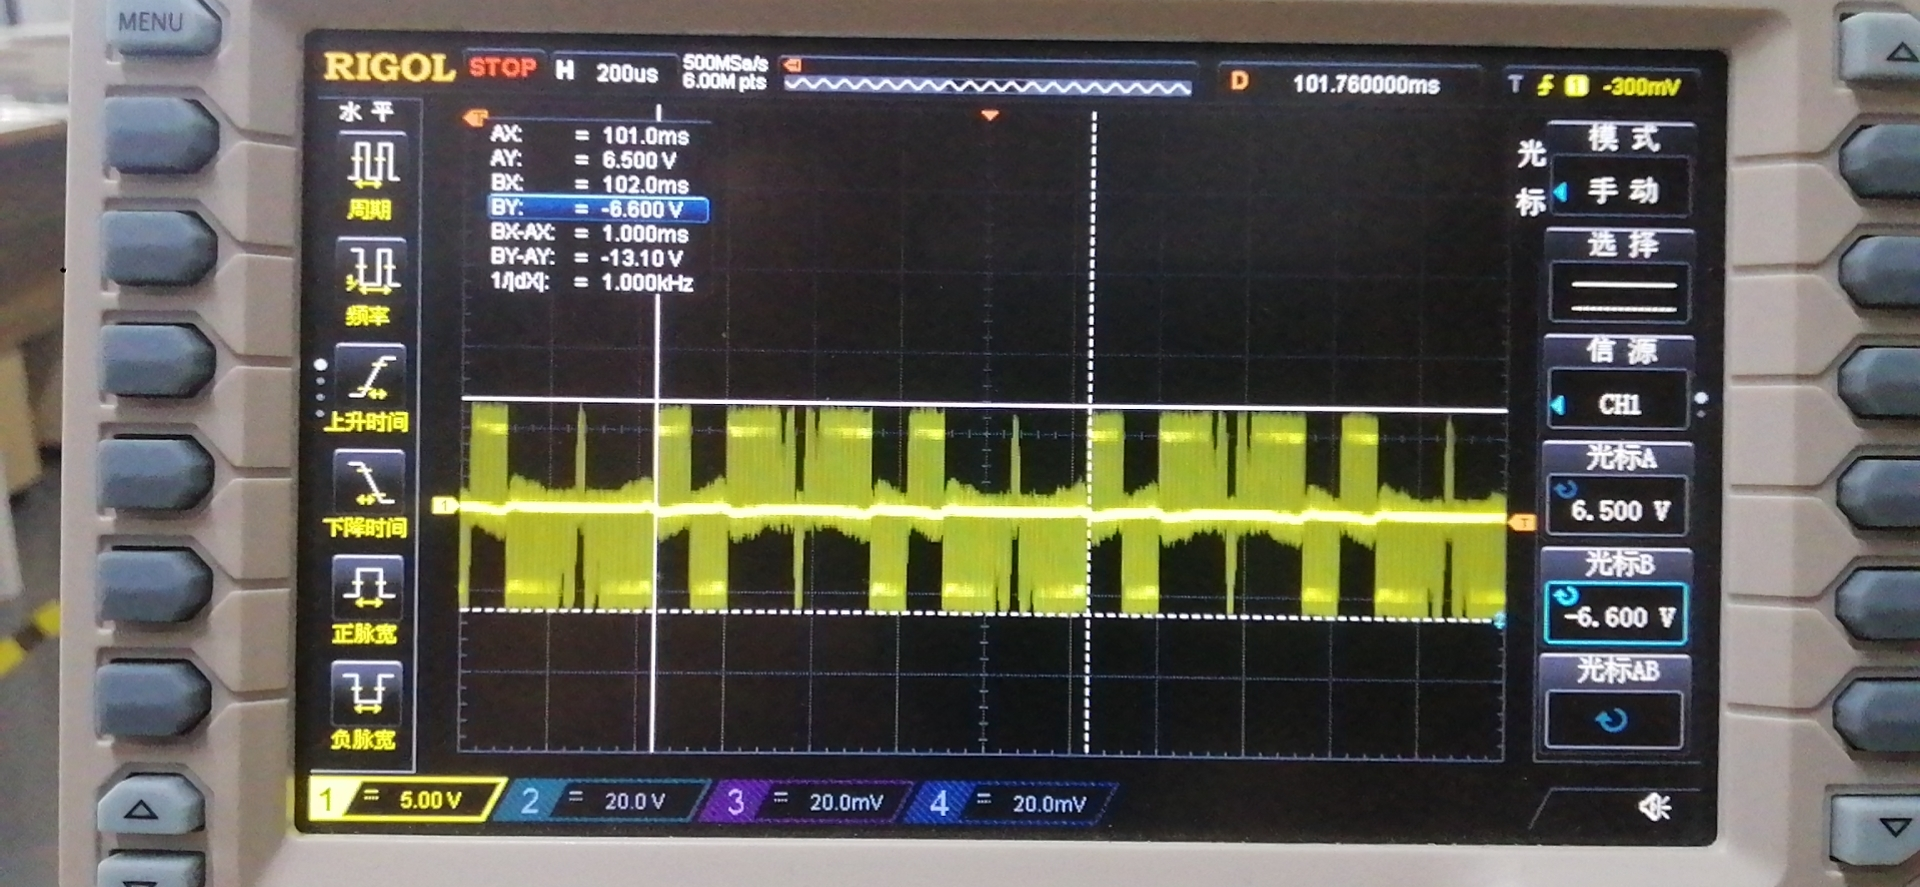 MENU
RIGOL STOP H 200us 500MSa/s 6.00M pts D 101.760000ms T 1 -300mV
水平
周期
频率
上升时间
下降时间
正脉宽
负脉宽
T
AX: = 101.0ms
AY: = 6.500 V
BX: = 102.0ms
BY: = -6.600 V
BX-AX: = 1.000ms
BY-AY: = -13.10 V
1/|dX|: = 1.000kHz
1
T
光标
模式
手动
选择
信源
CH1
光标A
6.500 V
光标B
-6.600 V
光标AB
1 = 5.00 V 2 = 20.0 V 3 = 20.0mV 4 = 20.0mV